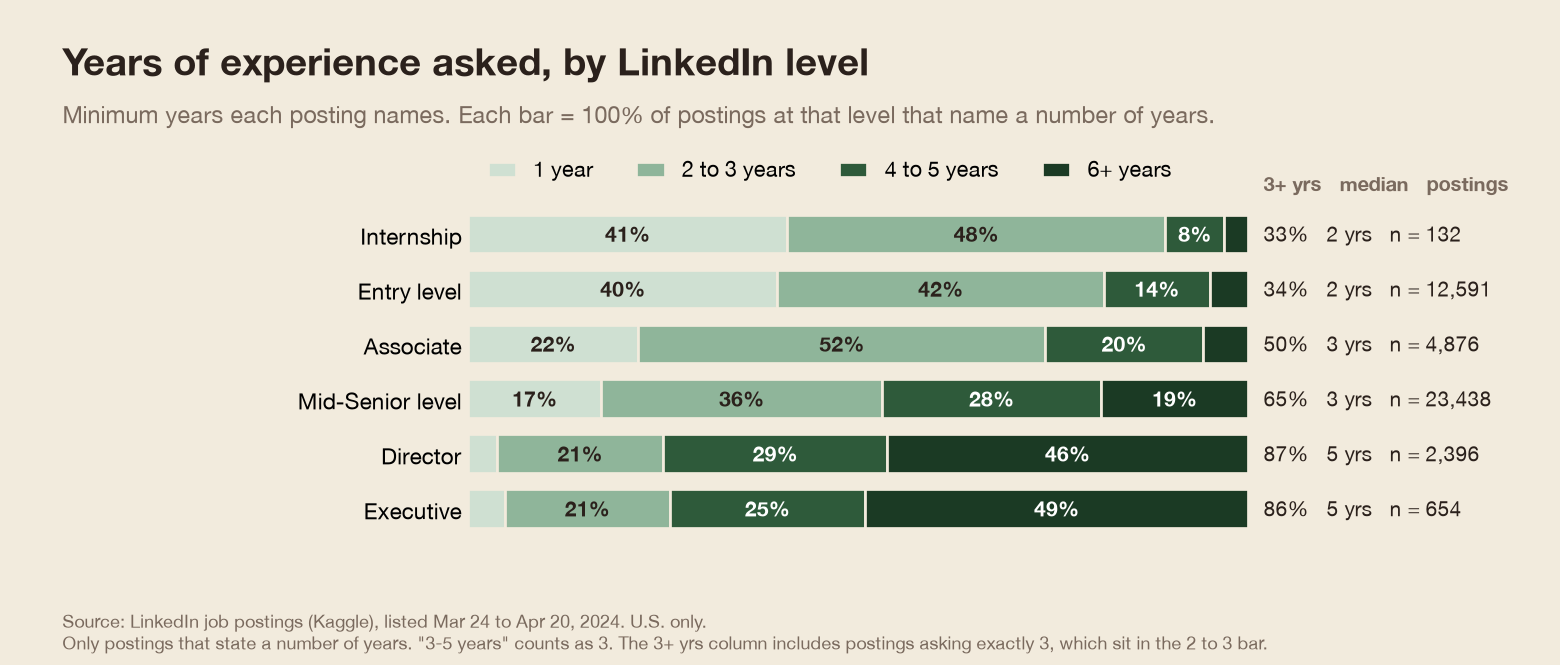 Years of experience asked, by LinkedIn level
Minimum years each posting names. Each bar = 100% of postings at that level that name a number of years.
1 year 2 to 3 years 4 to 5 years 6+ years
3+ yrs median postings
Internship 41% 48% 8% 33% 2 yrs n = 132
Entry level 40% 42% 14% 34% 2 yrs n = 12,591
Associate 22% 52% 20% 50% 3 yrs n = 4,876
Mid-Senior level 17% 36% 28% 19% 65% 3 yrs n = 23,438
Director 21% 29% 46% 87% 5 yrs n = 2,396
Executive 21% 25% 49% 86% 5 yrs n = 654
Source: LinkedIn job postings (Kaggle), listed Mar 24 to Apr 20, 2024. U.S. only.
Only postings that state a number of years. "3-5 years" counts as 3. The 3+ yrs column includes postings asking exactly 3, which sit in the 2 to 3 bar.